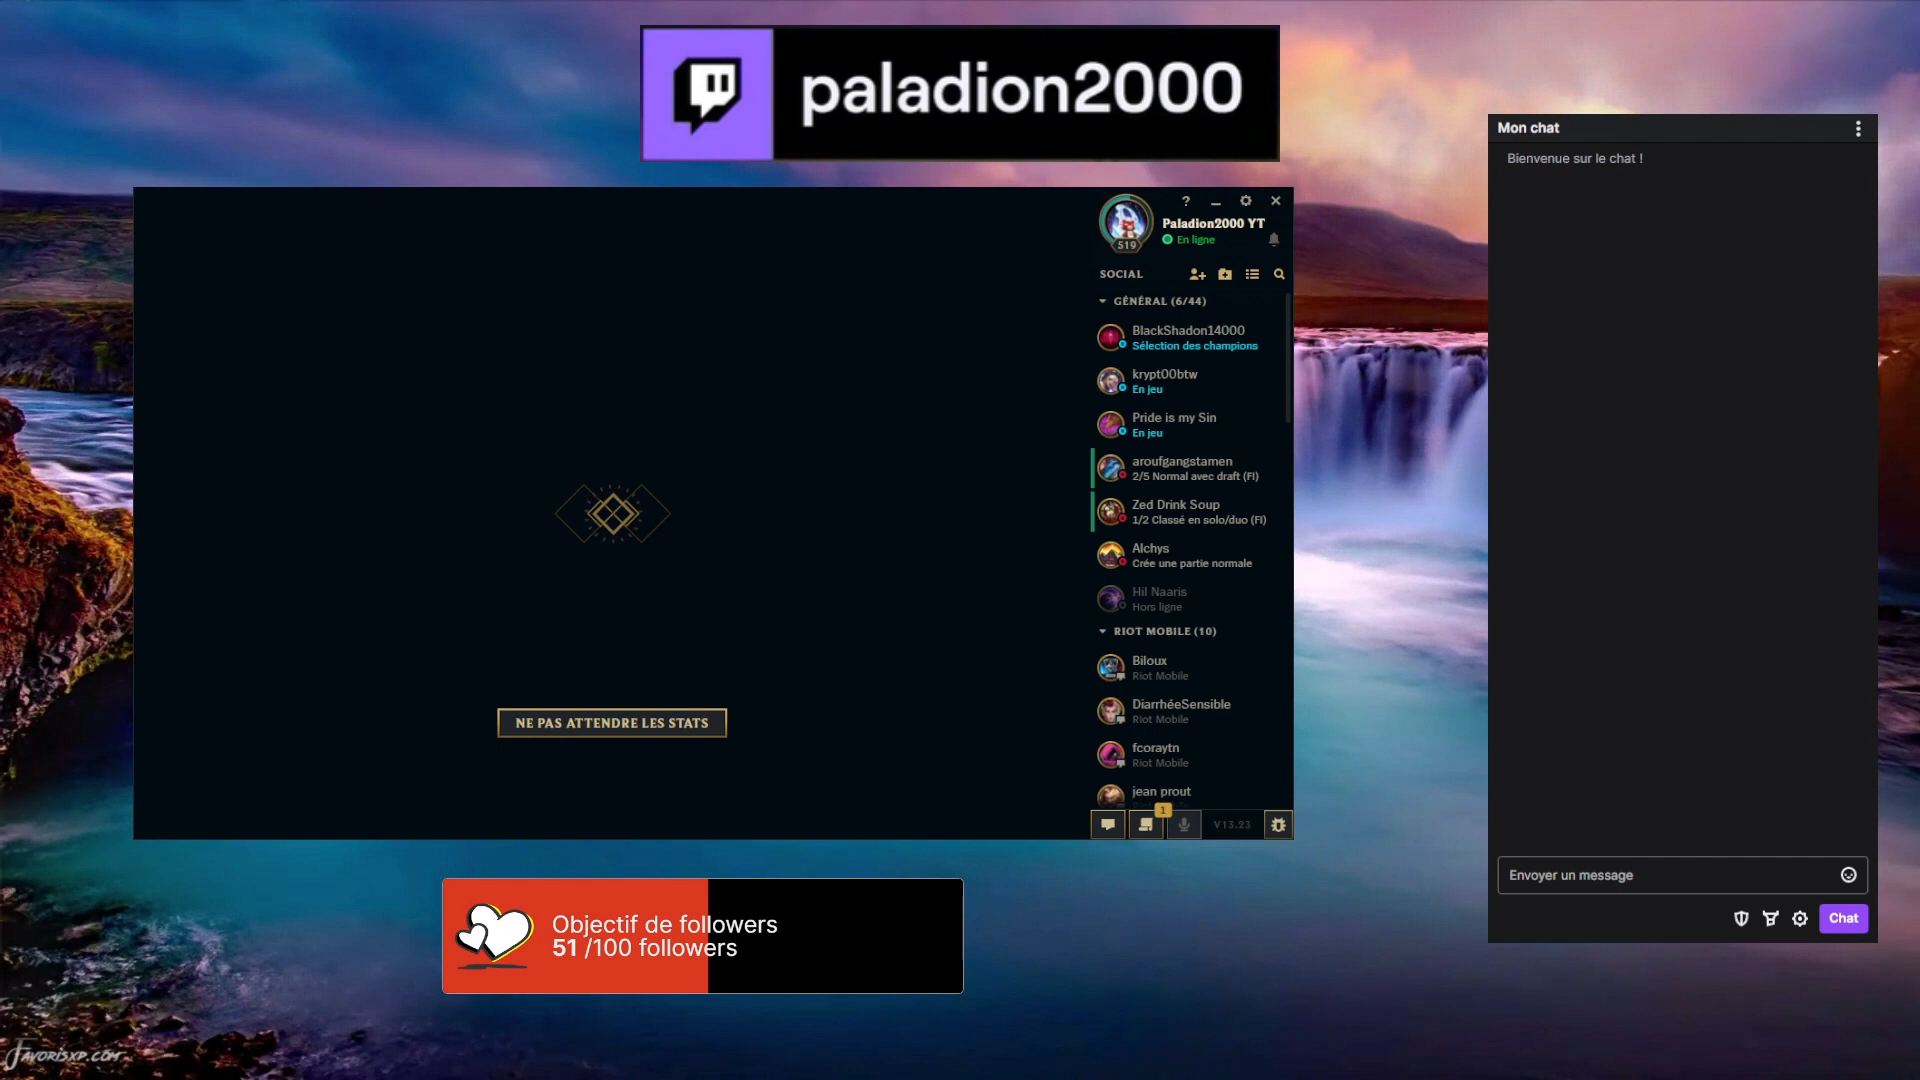 paladion2000
Mon chat
Bienvenue sur le chat !
Paladion2000 YT
En ligne
519
SOCIAL
GÉNÉRAL (6/44)
BlackShadon14000
Sélection des champions
krypt00btw
En jeu
Pride is my Sin
En jeu
aroufgangstamen
2/5 Normal avec draft (FI)
Zed Drink Soup
1/2 Classé en solo/duo (FI)
Alchys
Crée une partie normale
Hil Naaris
Hors ligne
RIOT MOBILE (10)
Biloux
Riot Mobile
DiarrhéeSensible
Riot Mobile
fcoraytn
Riot Mobile
jean prout
1
V13.23
NE PAS ATTENDRE LES STATS
Objectif de followers
51 /100 followers
Envoyer un message
Chat
FAVORISXP.COM